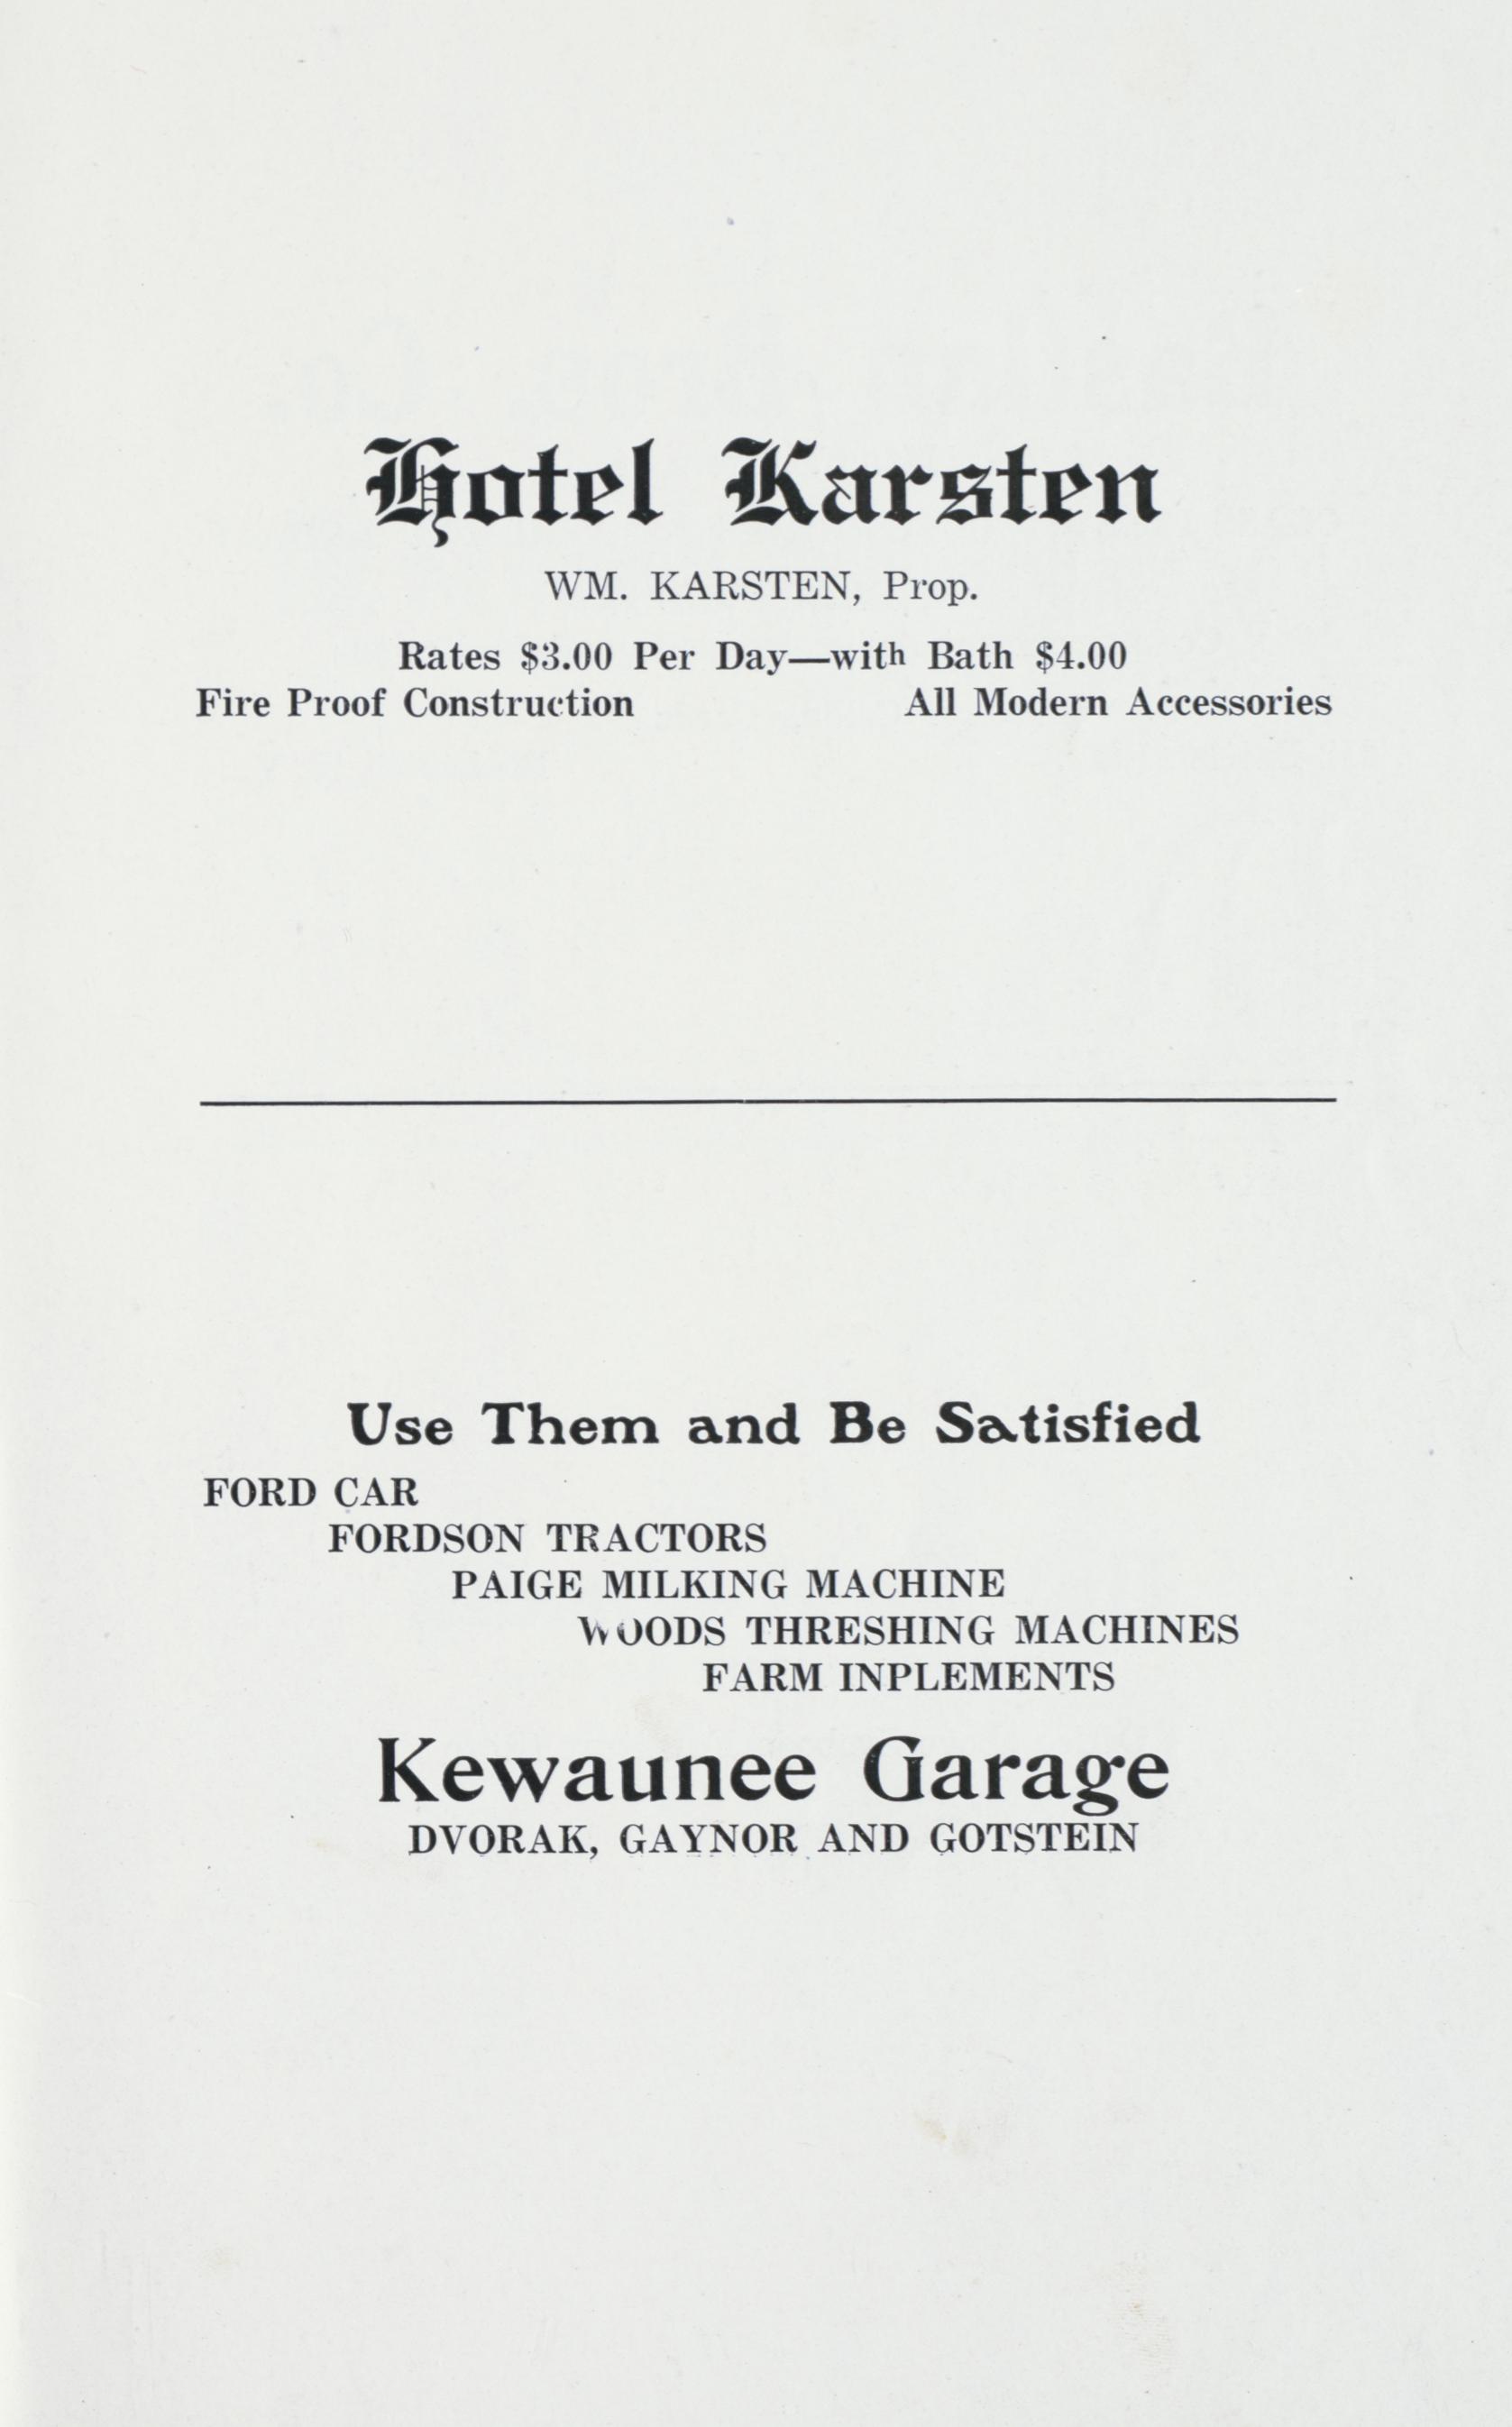 Hotel Karsten
WM. KARSTEN, Prop.
Rates $3.00 Per Day—with Bath $4.00
Fire Proof Construction All Modern Accessories
Use Them and Be Satisfied
FORD CAR
FORDSON TRACTORS
PAIGE MILKING MACHINE
WOODS THRESHING MACHINES
FARM INPLEMENTS
Kewaunee Garage
DVORAK, GAYNOR AND GOTSTEIN